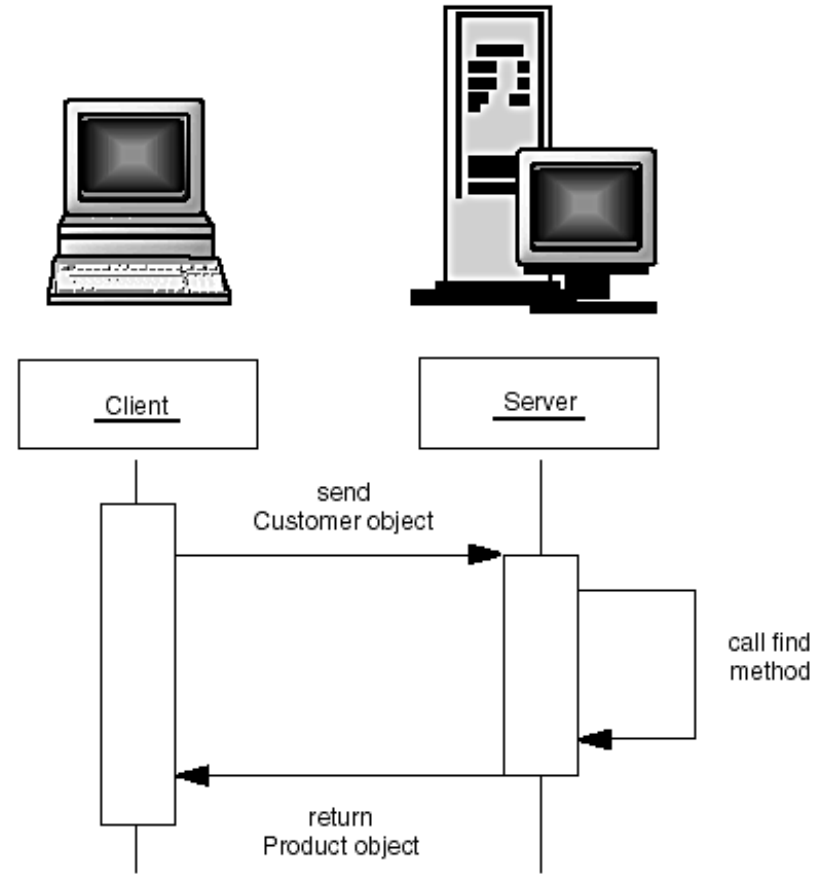 Client
Server
send
Customer object
call find
method
return
Product object